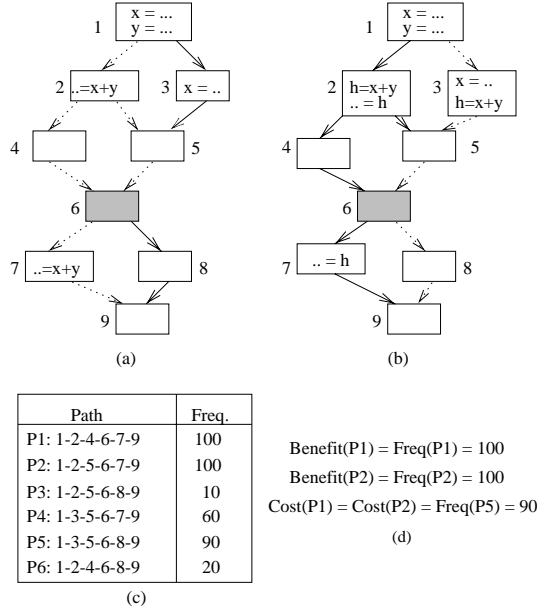 1
x = ...
y = ...
2
..=x+y
3
x = ..
4
5
6
7
..=x+y
8
9
(a)
1
x = ...
y = ...
2
h=x+y
.. = h
3
x = ..
h=x+y
4
5
6
7
.. = h
8
9
(b)
Path Freq.
P1: 1-2-4-6-7-9 100
P2: 1-2-5-6-7-9 100
P3: 1-2-5-6-8-9 10
P4: 1-3-5-6-7-9 60
P5: 1-3-5-6-8-9 90
P6: 1-2-4-6-8-9 20
(c)
Benefit(P1) = Freq(P1) = 100
Benefit(P2) = Freq(P2) = 100
Cost(P1) = Cost(P2) = Freq(P5) = 90
(d)